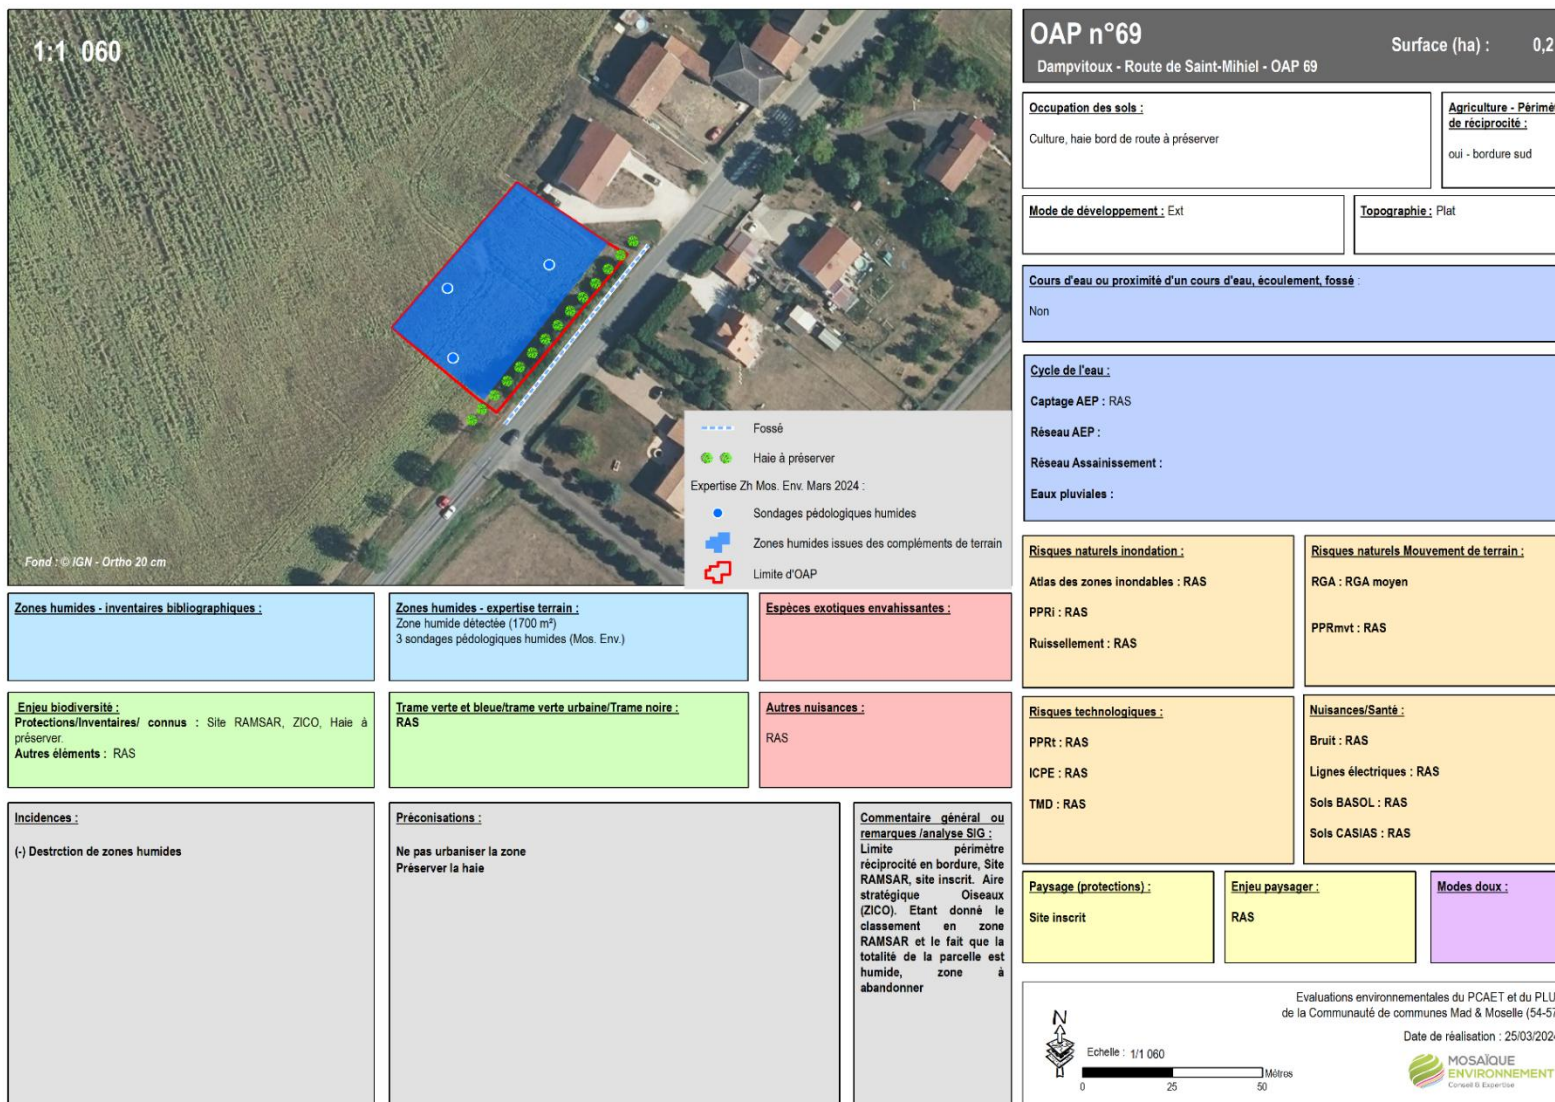 1:1 060
Fond : © IGN - Ortho 20 cm
Fossé
Haie à préserver
Expertise Zh Mos. Env. Mars 2024 :
Sondages pédologiques humides
Zones humides issues des compléments de terrain
Limite d'OAP
OAP n°69
Surface (ha) : 0,2
Dampvitoux - Route de Saint-Mihiel - OAP 69
Occupation des sols :
Culture, haie bord de route à préserver
Agriculture - Périmèt
de réciprocité :
oui - bordure sud
Mode de développement : Ext
Topographie : Plat
Cours d'eau ou proximité d'un cours d'eau, écoulement, fossé :
Non
Cycle de l'eau :
Captage AEP : RAS
Réseau AEP :
Réseau Assainissement :
Eaux pluviales :
Risques naturels inondation :
Atlas des zones inondables : RAS
PPRi : RAS
Ruissellement : RAS
Risques naturels Mouvement de terrain :
RGA : RGA moyen
PPRmvt : RAS
Zones humides - inventaires bibliographiques :
Zones humides - expertise terrain :
Zone humide détectée (1700 m²)
3 sondages pédologiques humides (Mos. Env.)
Espèces exotiques envahissantes :
Enjeu biodiversité :
Protections/Inventaires/ connus : Site RAMSAR, ZICO, Haie à
préserver.
Autres éléments : RAS
Trame verte et bleue/trame verte urbaine/Trame noire :
RAS
Autres nuisances :
RAS
Risques technologiques :
PPRt : RAS
ICPE : RAS
TMD : RAS
Nuisances/Santé :
Bruit : RAS
Lignes électriques : RAS
Sols BASOL : RAS
Sols CASIAS : RAS
Incidences :
(-) Destrction de zones humides
Préconisations :
Ne pas urbaniser la zone
Préserver la haie
Commentaire général ou
remarques /analyse SIG :
Limite périmètre
réciprocité en bordure, Site
RAMSAR, site inscrit. Aire
stratégique Oiseaux
(ZICO). Etant donné le
classement en zone
RAMSAR et le fait que la
totalité de la parcelle est
humide, zone à
abandonner
Paysage (protections) :
Site inscrit
Enjeu paysager :
RAS
Modes doux :
Evaluations environnementales du PCAET et du PLU
de la Communauté de communes Mad & Moselle (54-57
Date de réalisation : 25/03/2024
N
Echelle : 1/1 060
Mètres
0 25 50
MOSAÏQUE
ENVIRONNEMENT
Conseil & Expertise